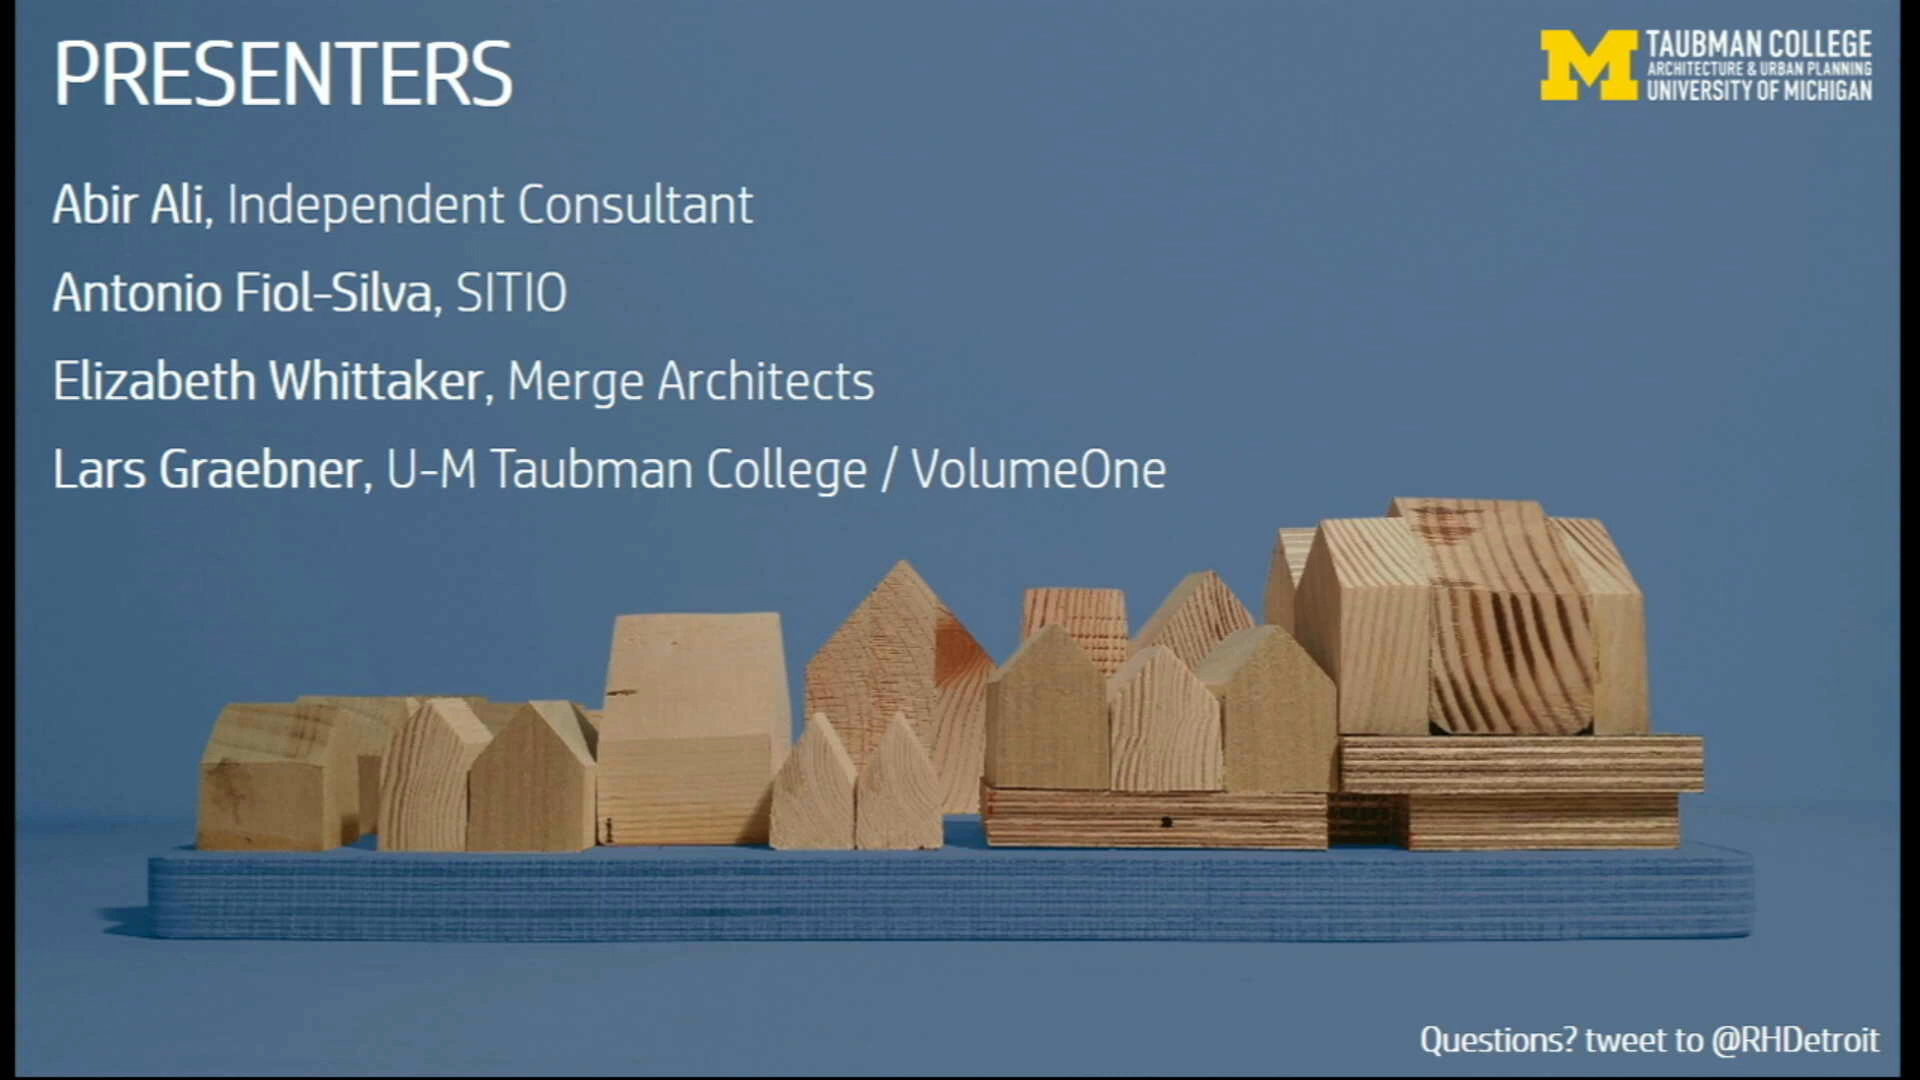 PRESENTERS
TAUBMAN COLLEGE
ARCHITECTURE & URBAN PLANNING
UNIVERSITY OF MICHIGAN
Abir Ali, Independent Consultant
Antonio Fiol-Silva, SITIO
Elizabeth Whittaker, Merge Architects
Lars Graebner, U-M Taubman College / VolumeOne
Questions? tweet to @RHDetroit